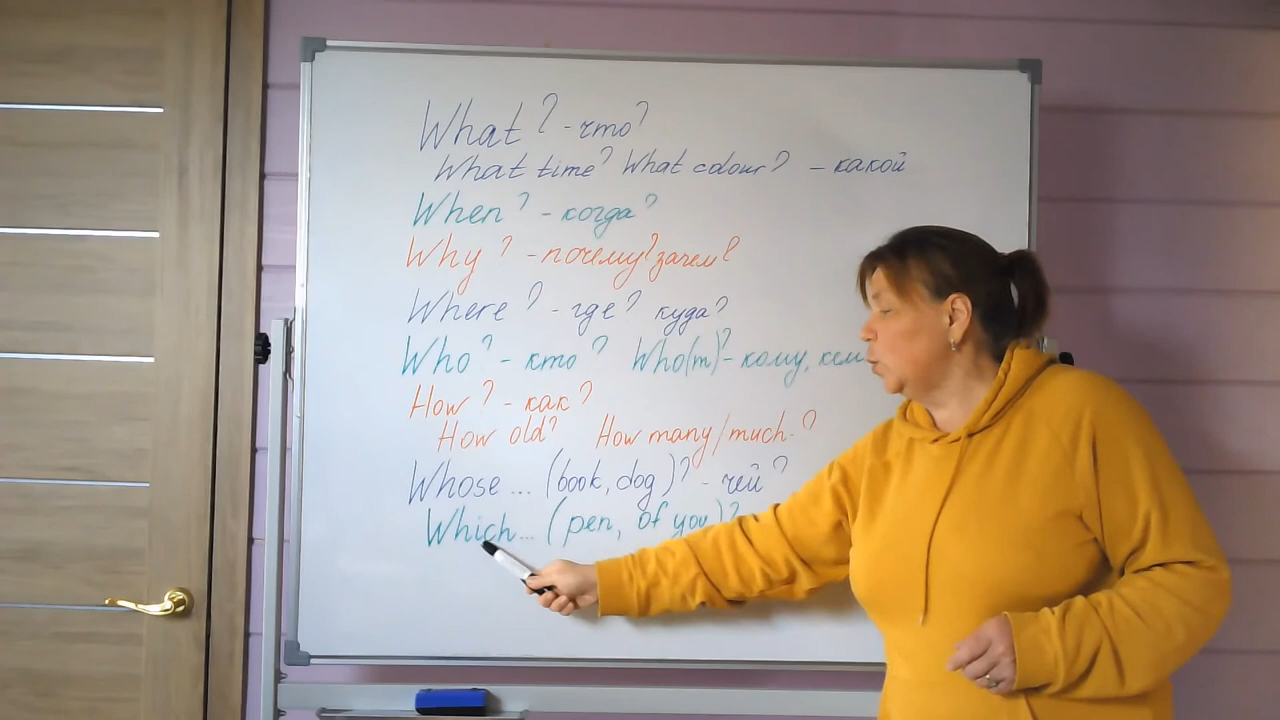 What? - что?
What time? What colour? - какой
When? - когда?
Why? - почему? зачем?
Where? - где? куда?
Who? - кто? Who(m)? - кому, кем
How? - как?
How old? How many/much...?
Whose ... (book, dog)? - чей?
Which... (pen, of you)?